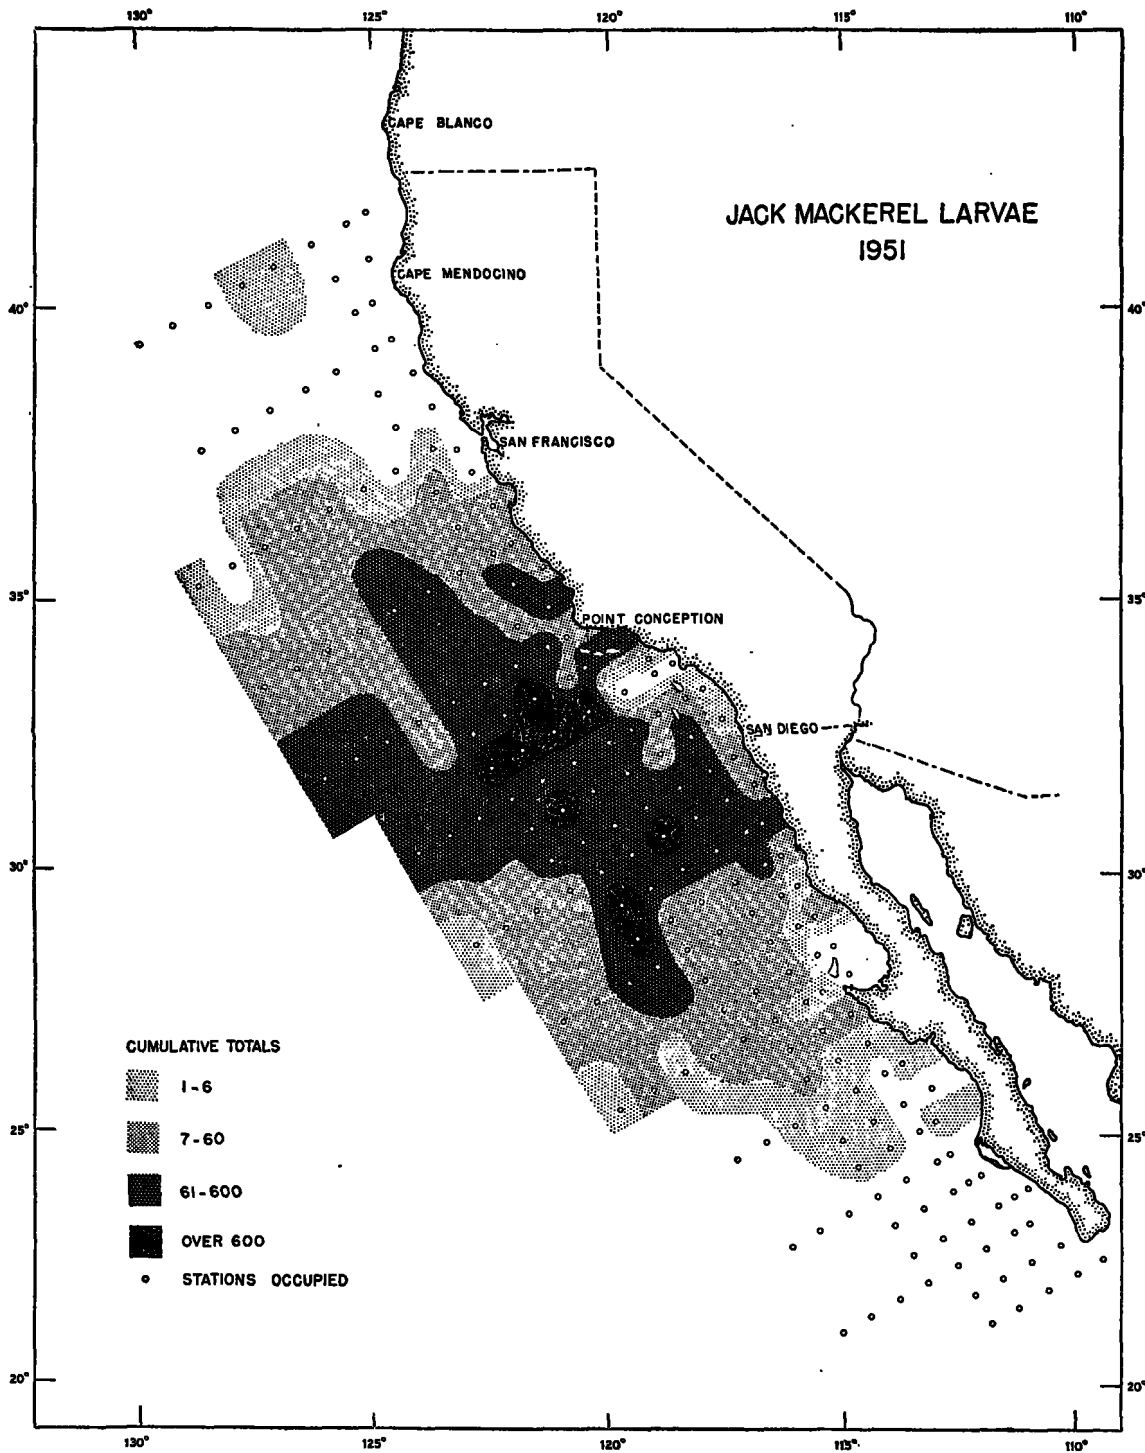 130° 125° 120° 115° 110°
CAPE BLANCO
JACK MACKEREL LARVAE
1951
CAPE MENDOCINO
40° 40°
SAN FRANCISCO
35° 35°
POINT CONCEPTION
SAN DIEGO
30° 30°
CUMULATIVE TOTALS
1-6
25° 25°
7-60
61-600
OVER 600
STATIONS OCCUPIED
20° 20°
130° 125° 120° 115° 110°